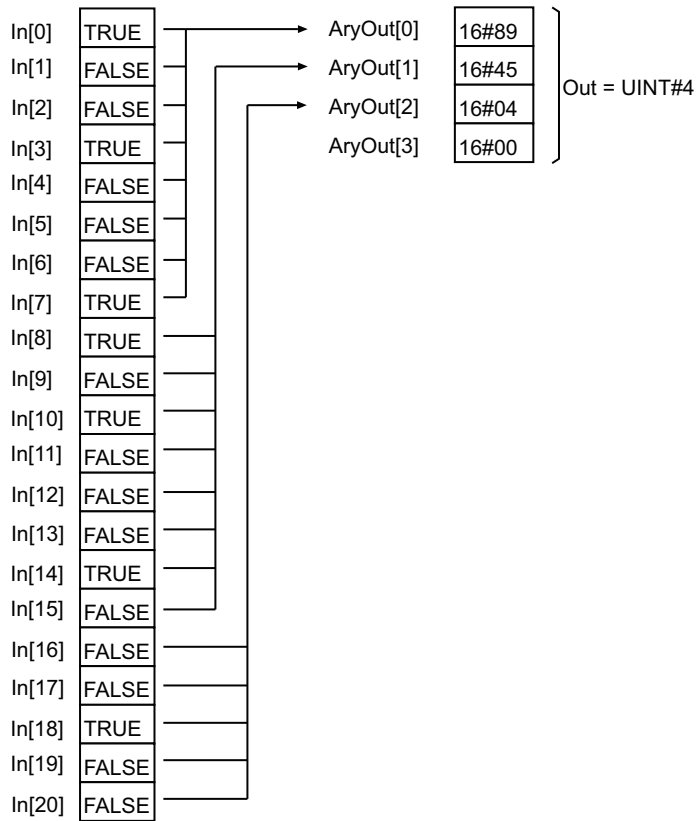 In[0] TRUE AryOut[0] 16#89
In[1] FALSE AryOut[1] 16#45
Out = UINT#4
In[2] FALSE AryOut[2] 16#04
In[3] TRUE AryOut[3] 16#00
In[4] FALSE
In[5] FALSE
In[6] FALSE
In[7] TRUE
In[8] TRUE
In[9] FALSE
In[10] TRUE
In[11] FALSE
In[12] FALSE
In[13] FALSE
In[14] TRUE
In[15] FALSE
In[16] FALSE
In[17] FALSE
In[18] TRUE
In[19] FALSE
In[20] FALSE